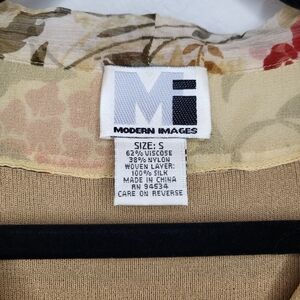 Mi
MODERN IMAGES
SIZE: S
62% VISCOSE
38% NYLON
WOVEN LAYER:
100% SILK
MADE IN CHINA
RN 94534
CARE ON REVERSE